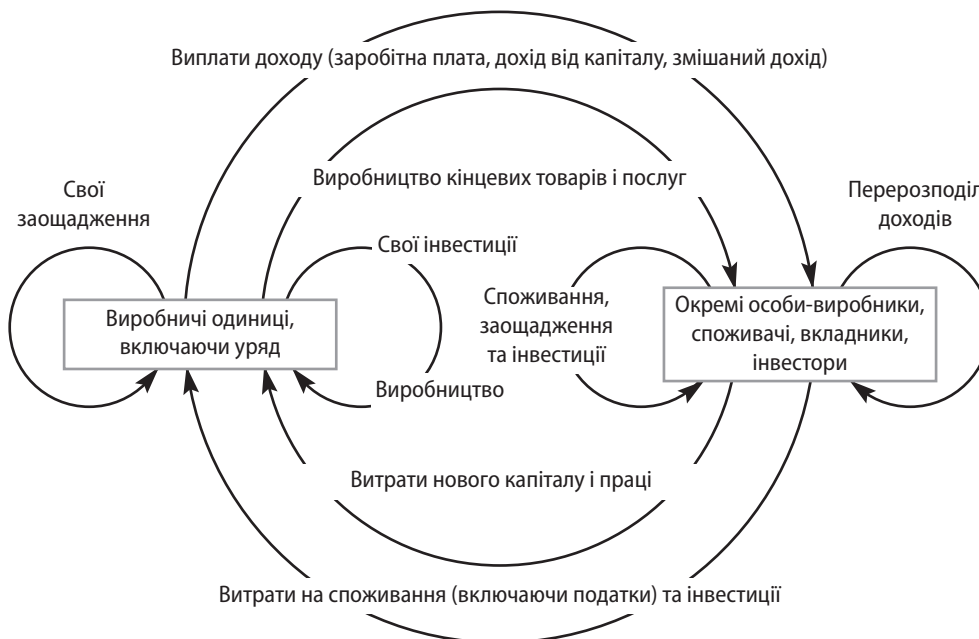 Виплати доходу (заробітна плата, дохід від капіталу, змішаний дохід)
Виробництво кінцевих товарів і послуг
Свої
заощадження
Перерозподіл
доходів
Свої інвестиції
Споживання,
заощадження
та інвестиції
Виробничі одиниці,
включаючи уряд
Окремі особи-виробники,
споживачі, вкладники,
інвестори
Виробництво
Витрати нового капіталу і праці
Витрати на споживання (включаючи податки) та інвестиції